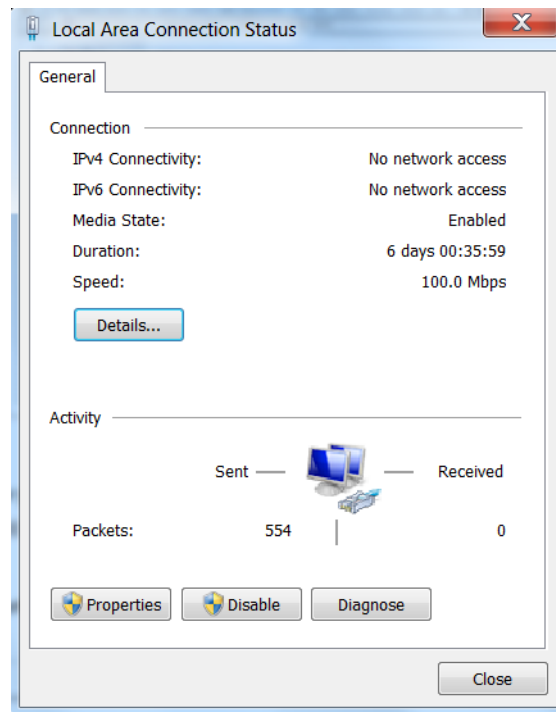 Local Area Connection Status
X
General
Connection
IPv4 Connectivity: No network access
IPv6 Connectivity: No network access
Media State: Enabled
Duration: 6 days 00:35:59
Speed: 100.0 Mbps
Details...
Activity
Sent Received
Packets: 554 0
Properties Disable Diagnose
Close